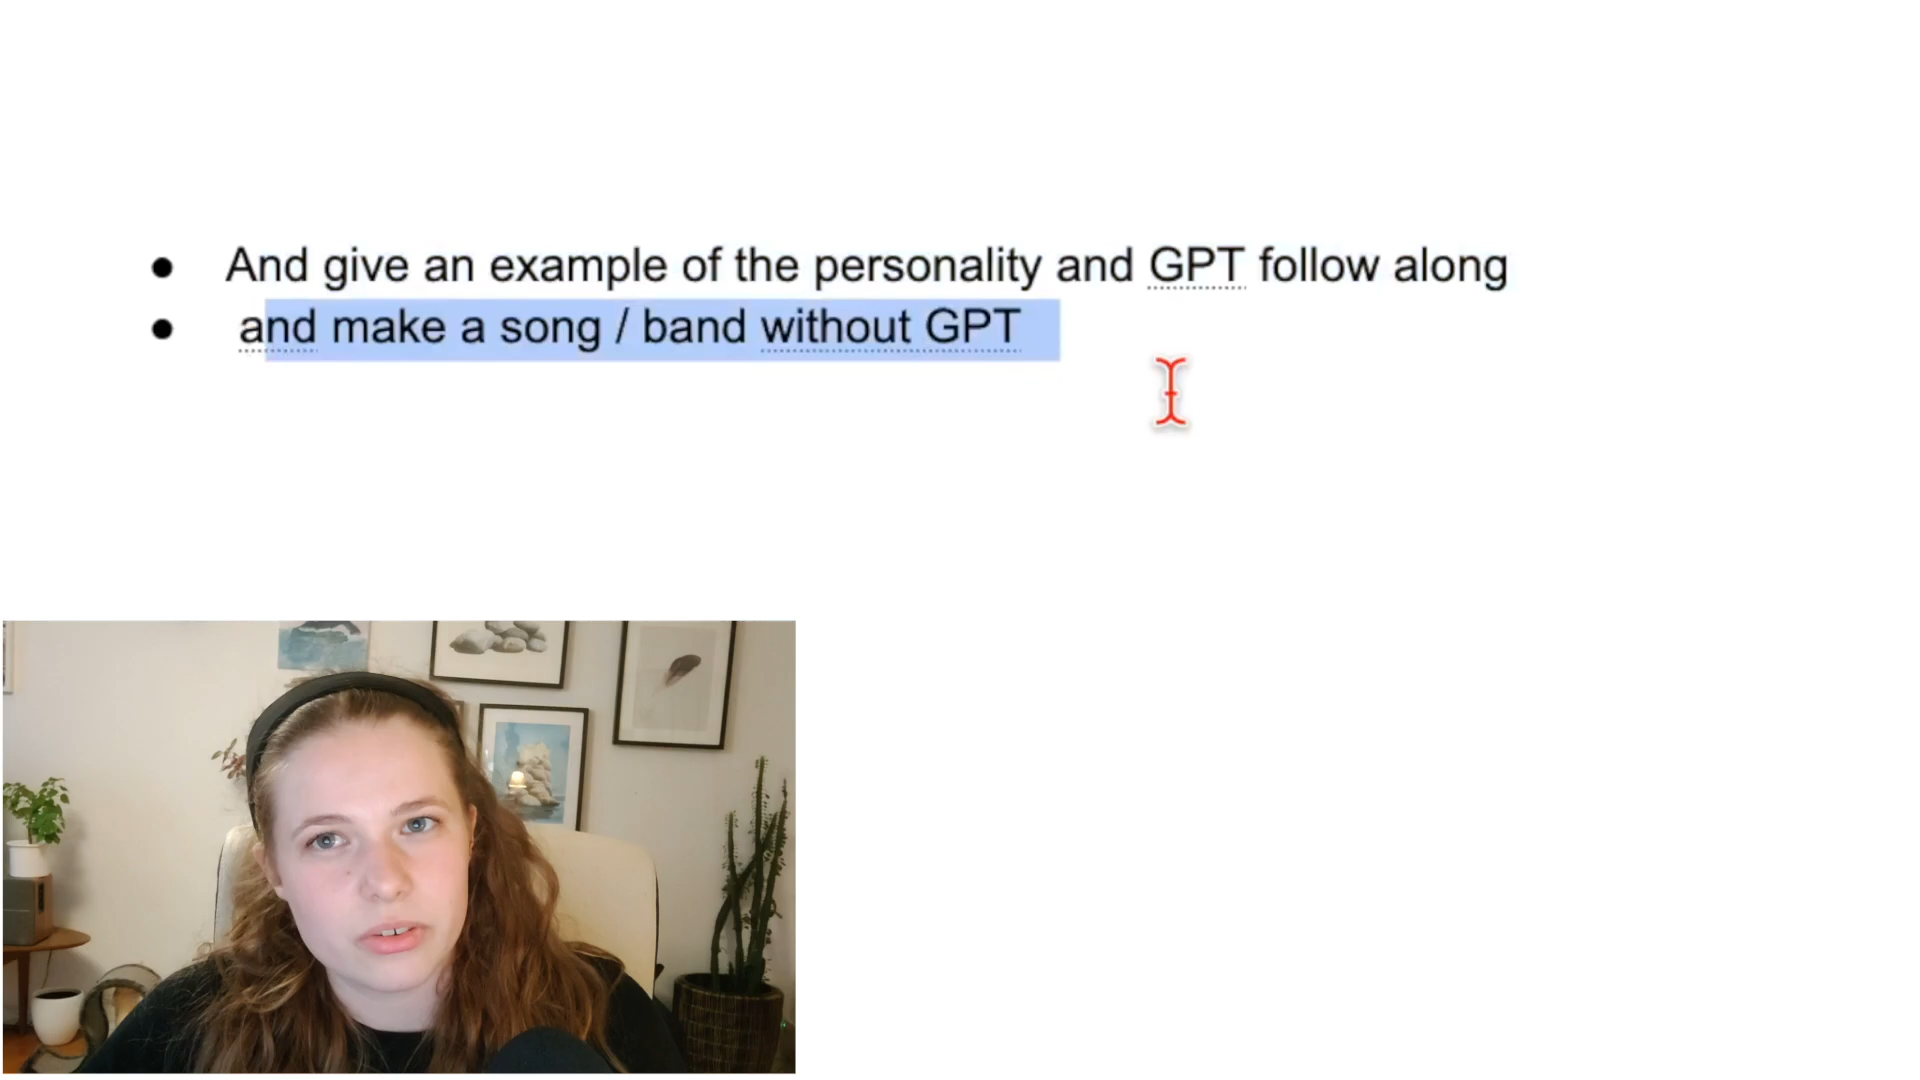 ● And give an example of the personality and GPT follow along
● and make a song / band without GPT